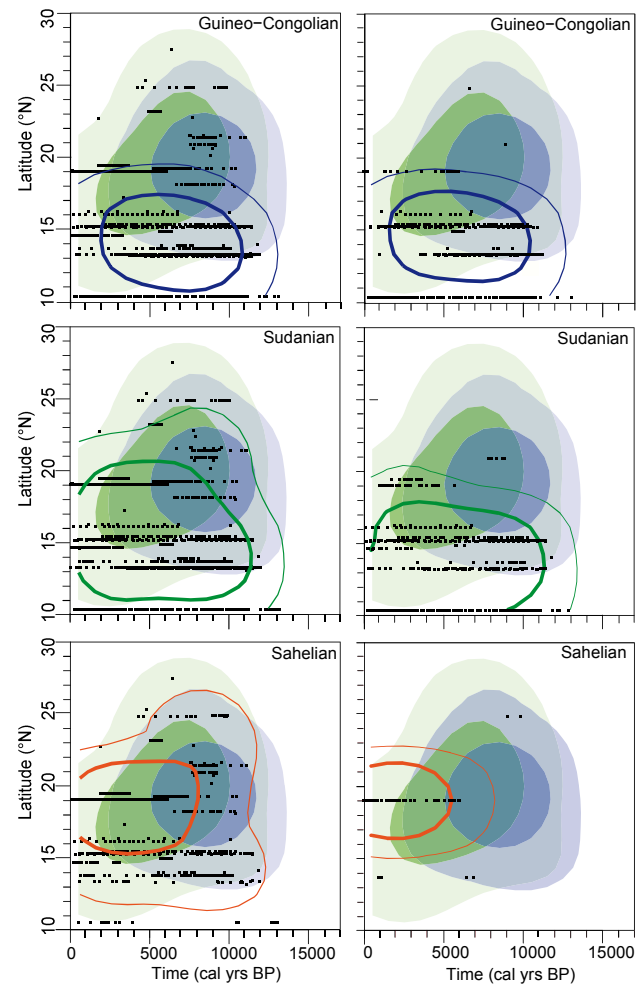 Guineo−Congolian
Guineo−Congolian
Latitude (°N)
30
25
20
15
10
Sudanian
Sudanian
Latitude (°N)
30
25
20
15
10
Sahelian
Sahelian
Latitude (°N)
30
25
20
15
10
0 5000 10000 15000
0 5000 10000 15000
Time (cal yrs BP)
Time (cal yrs BP)